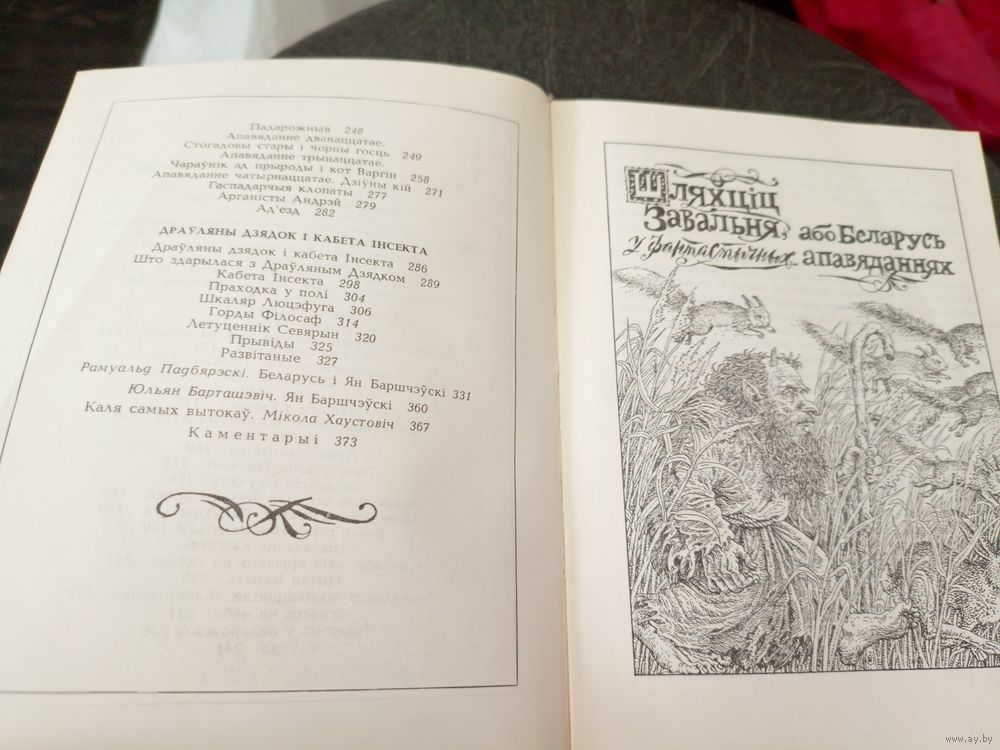 Падарожныя 248
Апавяданне дванаццатае.
Стогадовы стары і чорны госць 249
Апавяданне трынаццатае.
Чараўнік ад прыроды і кот Варгін 258
Апавяданне чатырнаццатае. Дзіўны кій 271
Гаспадарчыя клопаты 277
Арганісты Андрэй 279
Ад'езд 282
ДРАЎЛЯНЫ ДЗЯДОК І КАБЕТА ІНСЕКТА
Драўляны дзядок і кабета Інсекта 286
Што здарылася з Драўляным Дзядком 289
Кабета Інсекта 298
Праходка у полі 304
Шкаляр Люцэфуга 306
Горды Філосаф 314
Летуценнік Севярын 320
Прывіды 325
Развітаные 327
Рамуальд Падбярэскі. Беларусь і Ян Баршчэўскі 331
Юльян Барташэвіч. Ян Баршчэўскі 360
Каля самых вытокаў. Мікола Хаустовіч 367
Каментарыі 373
Шляхціц
Завальня, або Беларусь
у фантастычных апавяданнях
www.ay.by